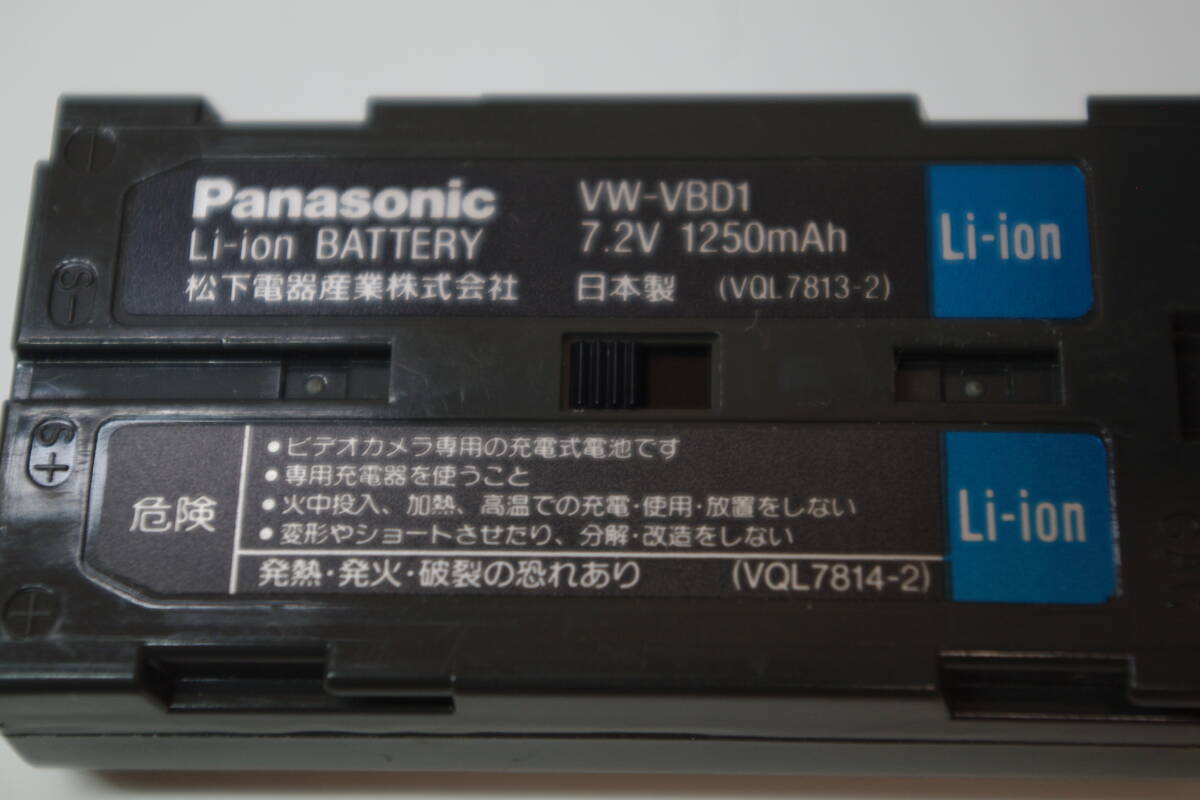 Panasonic
Li-ion BATTERY
松下電器産業株式会社
VW-VBD1
7.2V 1250mAh
日本製 (VQL7813-2)
Li-ion
S-
S+
危険
•ビデオカメラ専用の充電式電池です
•専用充電器を使うこと
•火中投入、加熱、高温での充電·使用·放置をしない
•変形やショートさせたり、分解·改造をしない
発熱·発火·破裂の恐れあり (VQL7814-2)
Li-ion